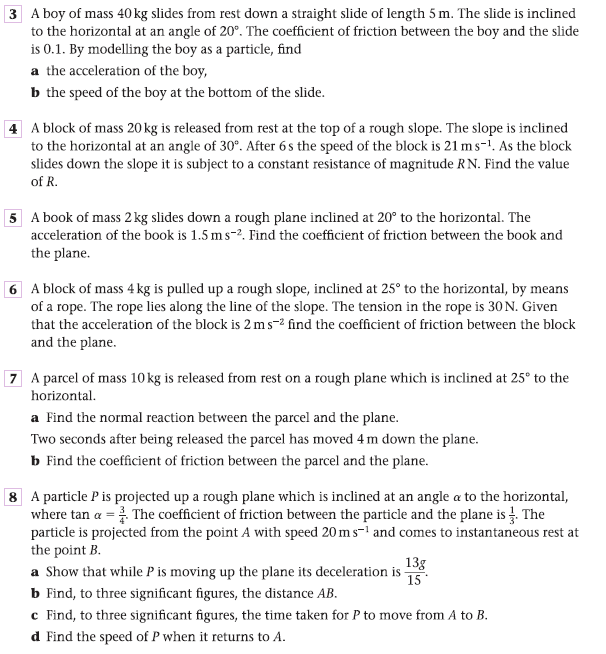 3 A boy of mass 40 kg slides from rest down a straight slide of length 5 m. The slide is inclined
to the horizontal at an angle of 20°. The coefficient of friction between the boy and the slide
is 0.1. By modelling the boy as a particle, find
a the acceleration of the boy,
b the speed of the boy at the bottom of the slide.
4 A block of mass 20 kg is released from rest at the top of a rough slope. The slope is inclined
to the horizontal at an angle of 30°. After 6 s the speed of the block is 21 m s⁻¹. As the block
slides down the slope it is subject to a constant resistance of magnitude R N. Find the value
of R.
5 A book of mass 2 kg slides down a rough plane inclined at 20° to the horizontal. The
acceleration of the book is 1.5 m s⁻². Find the coefficient of friction between the book and
the plane.
6 A block of mass 4 kg is pulled up a rough slope, inclined at 25° to the horizontal, by means
of a rope. The rope lies along the line of the slope. The tension in the rope is 30 N. Given
that the acceleration of the block is 2 m s⁻² find the coefficient of friction between the block
and the plane.
7 A parcel of mass 10 kg is released from rest on a rough plane which is inclined at 25° to the
horizontal.
a Find the normal reaction between the parcel and the plane.
Two seconds after being released the parcel has moved 4 m down the plane.
b Find the coefficient of friction between the parcel and the plane.
8 A particle P is projected up a rough plane which is inclined at an angle α to the horizontal,
where tan α = 3/4. The coefficient of friction between the particle and the plane is 1/3. The
particle is projected from the point A with speed 20 m s⁻¹ and comes to instantaneous rest at
the point B.
a Show that while P is moving up the plane its deceleration is 13g/15.
b Find, to three significant figures, the distance AB.
c Find, to three significant figures, the time taken for P to move from A to B.
d Find the speed of P when it returns to A.